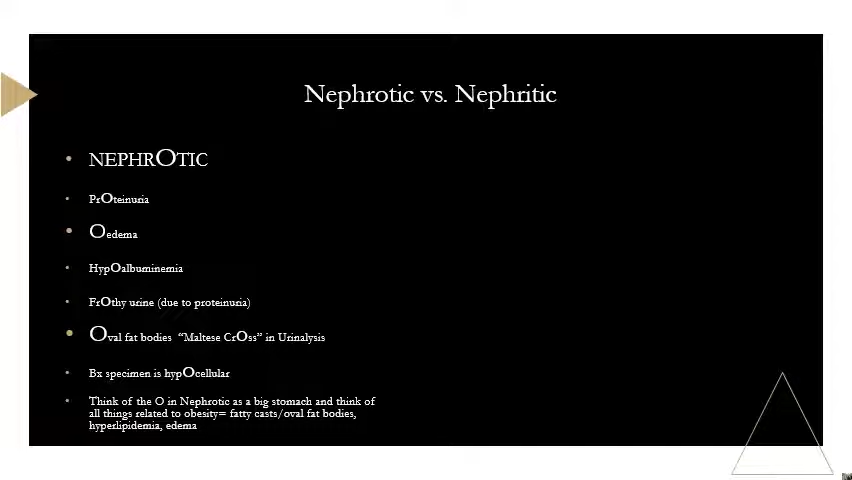 Nephrotic vs. Nephritic
• NEPHROTIC
• PrOteinuria
• Oedema
• HypOalbuminemia
• FrOthy urine (due to proteinuria)
• Oval fat bodies “Maltese CrOss” in Urinalysis
• Bx specimen is hypOcellular
• Think of the O in Nephrotic as a big stomach and think of
all things related to obesity= fatty casts/oval fat bodies,
hyperlipidemia, edema